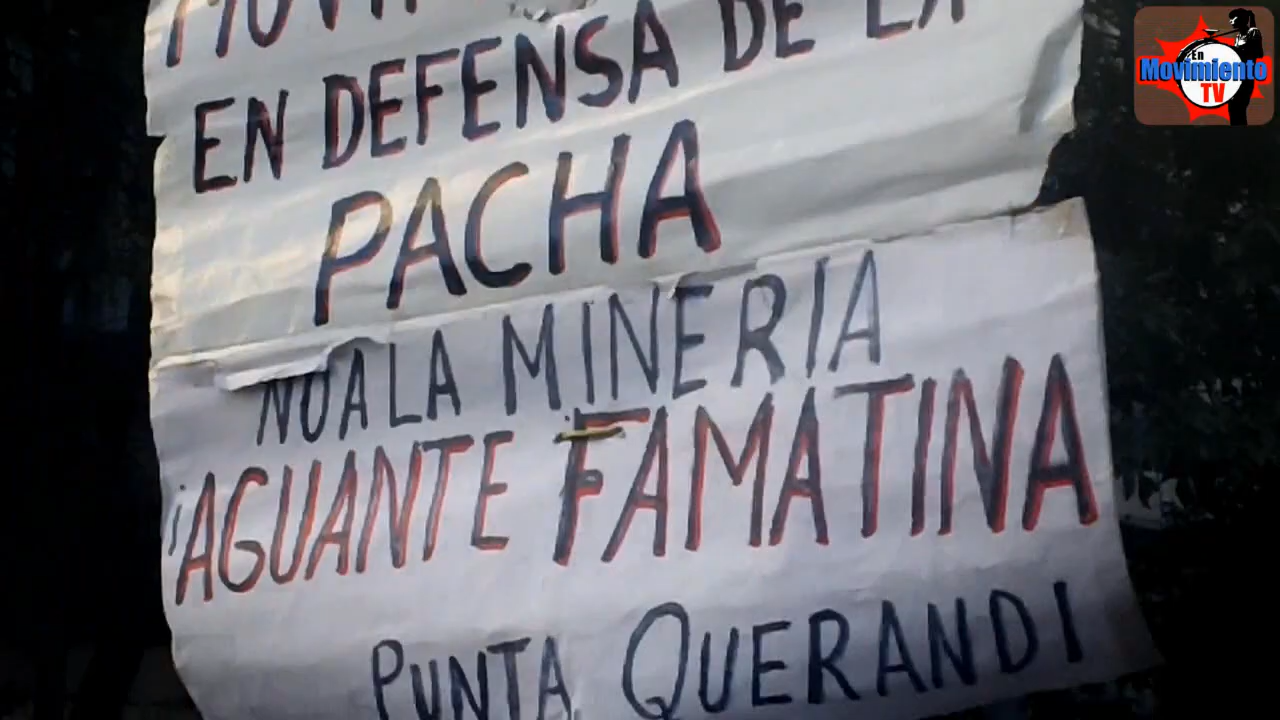 EN DEFENSA DE LA
PACHA
NO A LA MINERIA
¡AGUANTE FAMATINA
PUNTA QUERANDI
En
Movimiento
TV